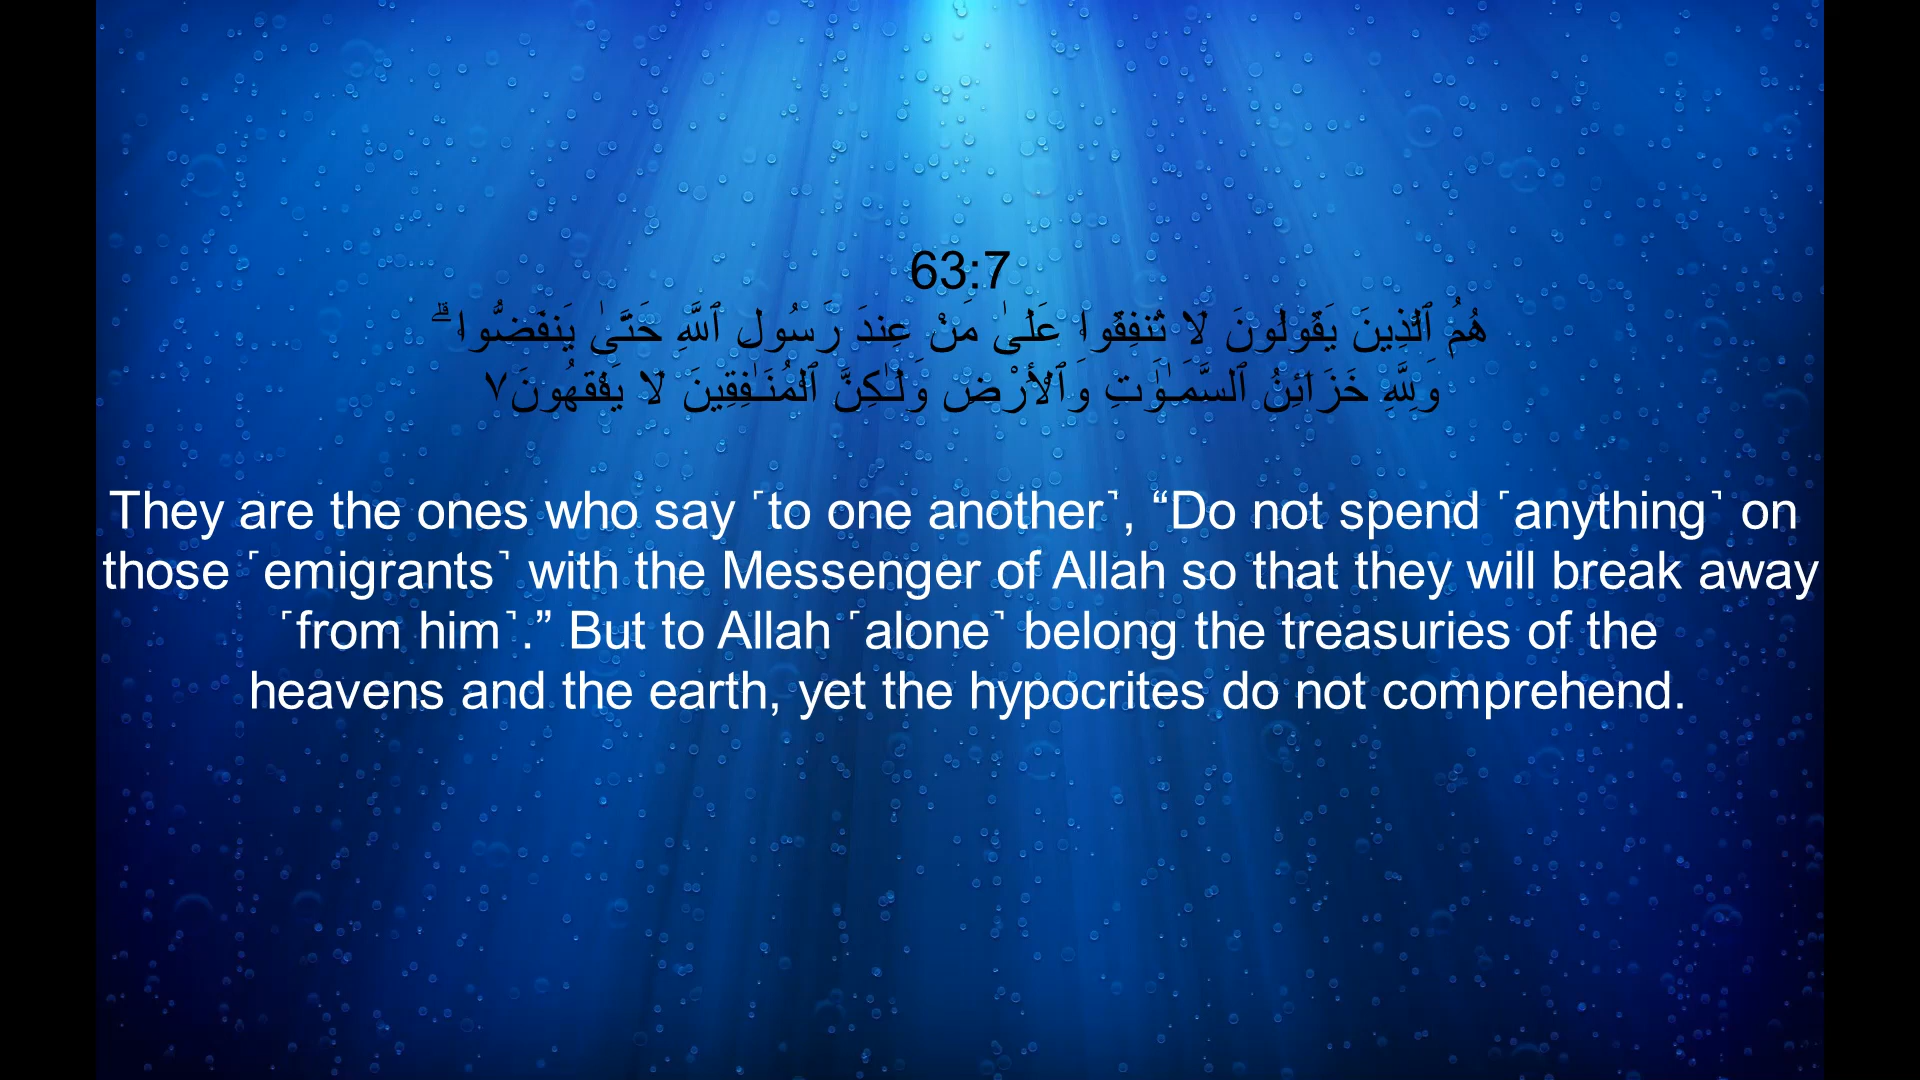 63:7
هُمُ ٱلَّذِينَ يَقُولُونَ لَا تُنفِقُوا۟ عَلَىٰ مَنْ عِندَ رَسُولِ ٱللَّهِ حَتَّىٰ يَنفَضُّوا۟ ۗ
وَلِلَّهِ خَزَآئِنُ ٱلسَّمَـٰوَٰتِ وَٱلْأَرْضِ وَلَـٰكِنَّ ٱلْمُنَـٰفِقِينَ لَا يَفْقَهُونَ ٧
They are the ones who say ˹to one another˺, “Do not spend ˹anything˺ on
those ˹emigrants˺ with the Messenger of Allah so that they will break away
˹from him˺.” But to Allah ˹alone˺ belong the treasuries of the
heavens and the earth, yet the hypocrites do not comprehend.